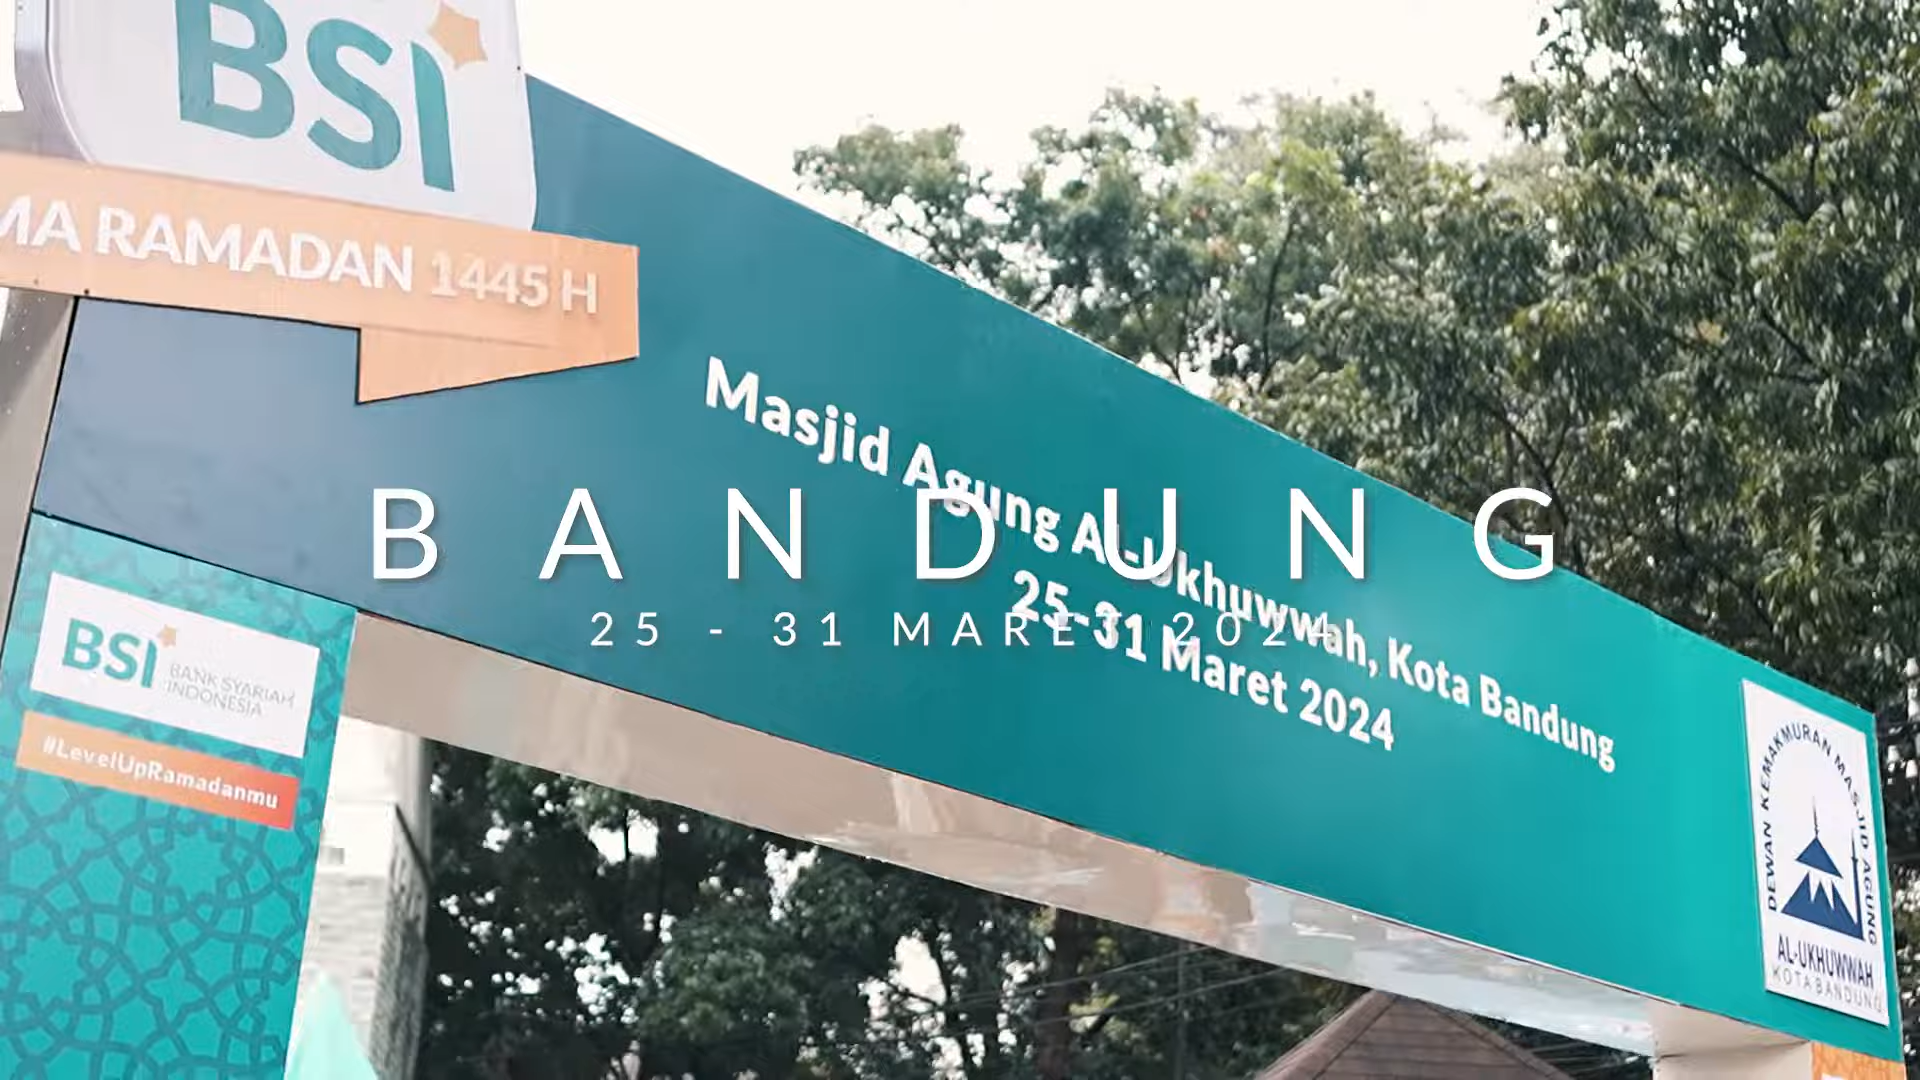 BSI
MA RAMADAN 1445 H
Masjid Agung Al-Ukhuwwah, Kota Bandung
25-31 Maret 2024
BANDUNG
25 - 31 MARET 2024
BSI BANK SYARIAH
INDONESIA
#LevelUpRamadanmu
DEWAN KEMAKMURAN MASJID AGUNG
AL-UKHUWWAH
KOTA BANDUNG